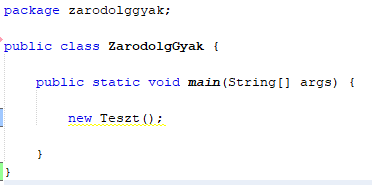 package zarodolggyak;
public class ZarodolgGyak {
public static void main(String[] args) {
new Teszt();
}
}